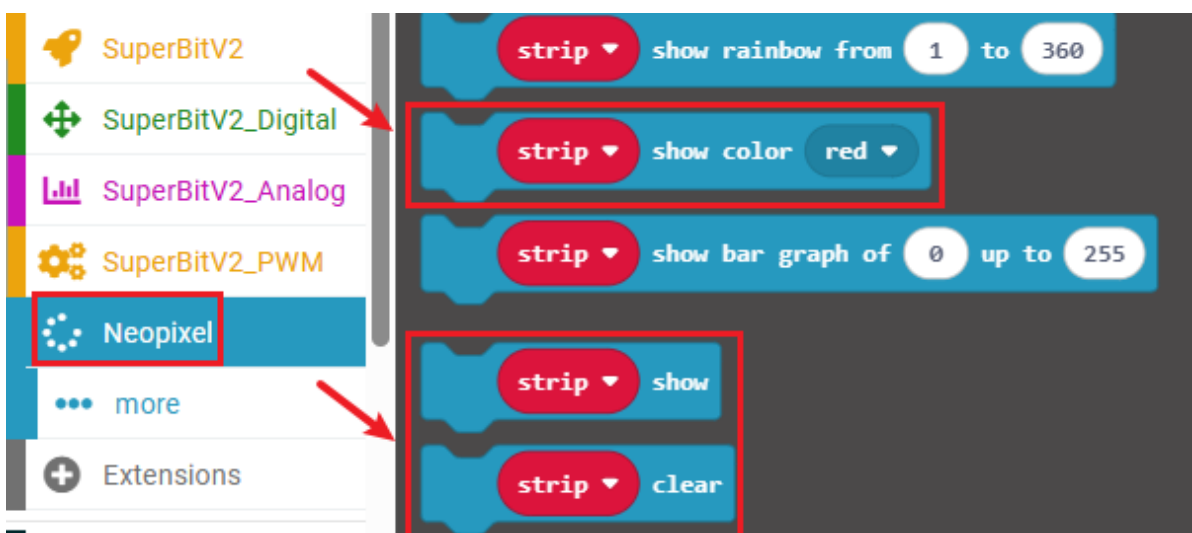 SuperBitV2
SuperBitV2_Digital
SuperBitV2_Analog
SuperBitV2_PWM
Neopixel
more
Extensions
strip show rainbow from 1 to 360
strip show color red
strip show bar graph of 0 up to 255
strip show
strip clear